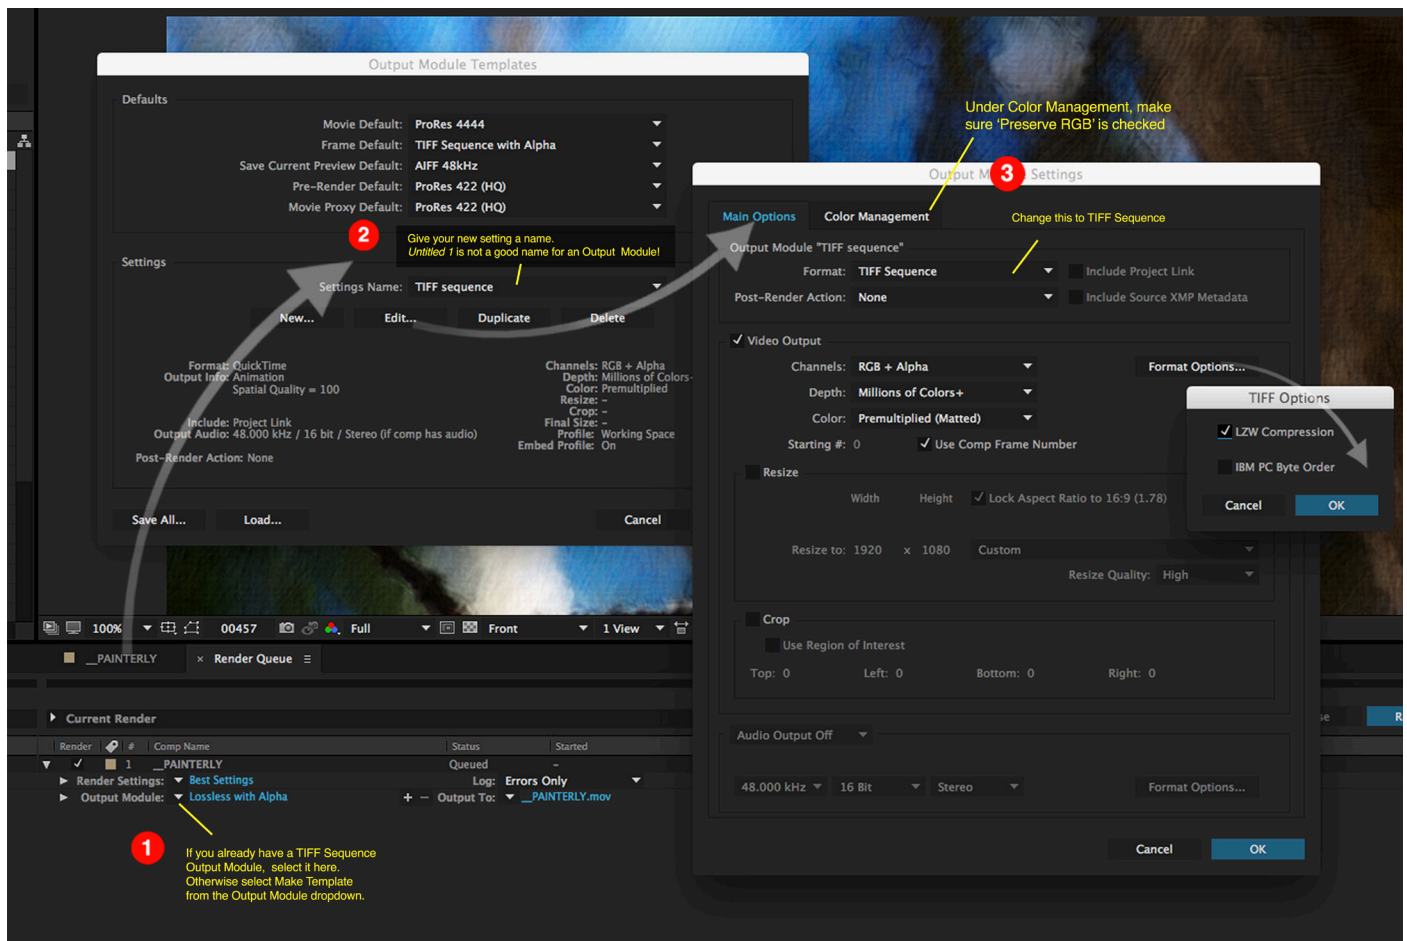 Output Module Templates
Defaults
Movie Default: ProRes 4444
Frame Default: TIFF Sequence with Alpha
Save Current Preview Default: AIFF 48kHz
Pre-Render Default: ProRes 422 (HQ)
Movie Proxy Default: ProRes 422 (HQ)
2
Give your new setting a name.
Untitled 1 is not a good name for an Output Module!
Settings
Settings Name: TIFF sequence
New... Edit... Duplicate Delete
Format: QuickTime
Output Info: Animation
Spatial Quality = 100
Include: Project Link
Output Audio: 48.000 kHz / 16 bit / Stereo (if comp has audio)
Post-Render Action: None
Channels: RGB + Alpha
Depth: Millions of Colors+
Color: Premultiplied
Resize: –
Crop: –
Final Size: –
Profile: Working Space
Embed Profile: On
Save All... Load... Cancel
Under Color Management, make
sure ‘Preserve RGB’ is checked
3
Output M Settings
Main Options Color Management
Change this to TIFF Sequence
Output Module "TIFF sequence"
Format: TIFF Sequence Include Project Link
Post-Render Action: None Include Source XMP Metadata
Video Output
Channels: RGB + Alpha Format Options...
Depth: Millions of Colors+
Color: Premultiplied (Matted)
Starting #: 0 Use Comp Frame Number
Resize
Width Height Lock Aspect Ratio to 16:9 (1.78)
Resize to: 1920 x 1080 Custom
Resize Quality: High
Crop
Use Region of Interest
Top: 0 Left: 0 Bottom: 0 Right: 0
Audio Output Off
48.000 kHz 16 Bit Stereo Format Options...
Cancel OK
TIFF Options
LZW Compression
IBM PC Byte Order
Cancel OK
100% 00457 Full Front 1 View
__PAINTERLY × Render Queue
Current Render
Render # Comp Name Status Started
1 __PAINTERLY Queued –
Render Settings: Best Settings Log: Errors Only
Output Module: Lossless with Alpha + – Output To: __PAINTERLY.mov
1
If you already have a TIFF Sequence
Output Module, select it here.
Otherwise select Make Template
from the Output Module dropdown.